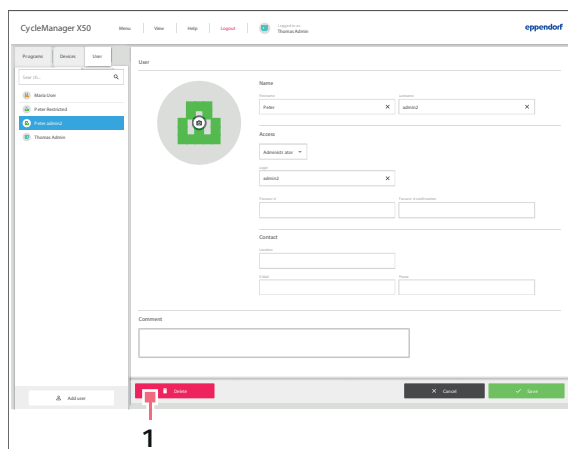 CycleManager X50
Menu
View
Help
Logout
Logged in as
Thomas Admin
eppendorf
Programs
Devices
User
Search...
Maria User
Peter Restricted
Peter admin2
Thomas Admin
Add user
User
Name
Firstname
Lastname
Peter
admin2
Access
Administrator
Login
admin2
Password
Password confirmation
Contact
Location
E-Mail
Phone
Comment
Delete
Cancel
Save
1